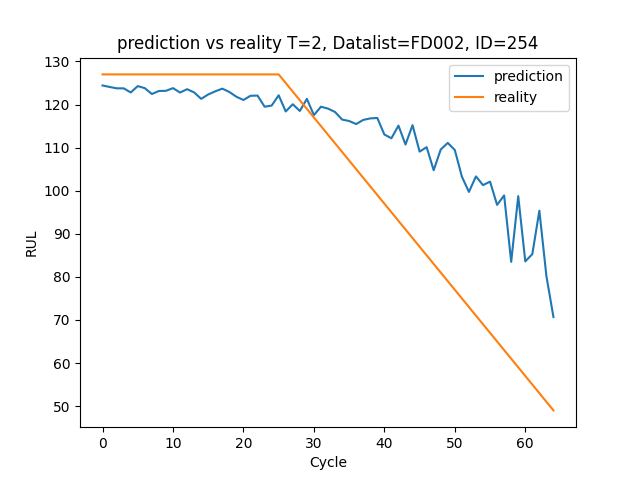 prediction vs reality T=2, Datalist=FD002, ID=254
prediction
reality
RUL
130
120
110
100
90
80
70
60
50
0 10 20 30 40 50 60
Cycle